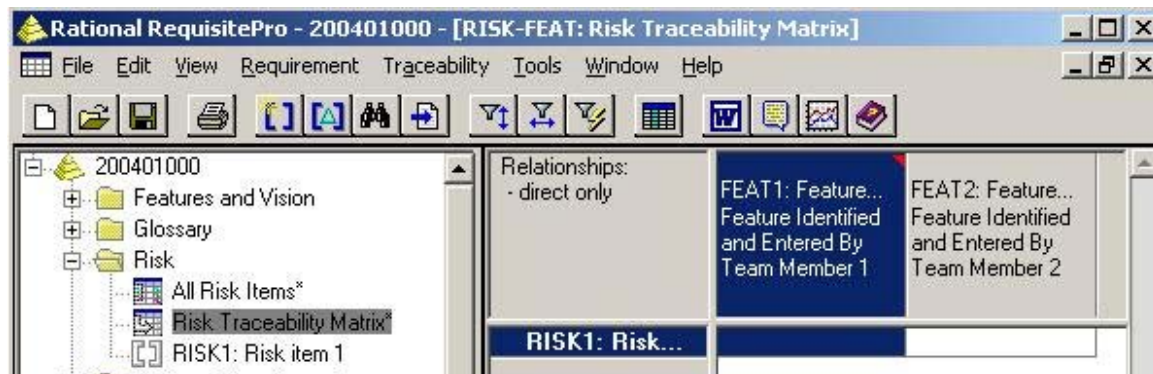 Rational RequisitePro - 200401000 - [RISK-FEAT: Risk Traceability Matrix]
File Edit View Requirement Traceability Tools Window Help
200401000
Features and Vision
Glossary
Risk
All Risk Items*
Risk Traceability Matrix*
RISK1: Risk item 1
Relationships:
- direct only
FEAT1: Feature...
Feature Identified
and Entered By
Team Member 1
FEAT2: Feature...
Feature Identified
and Entered By
Team Member 2
RISK1: Risk...